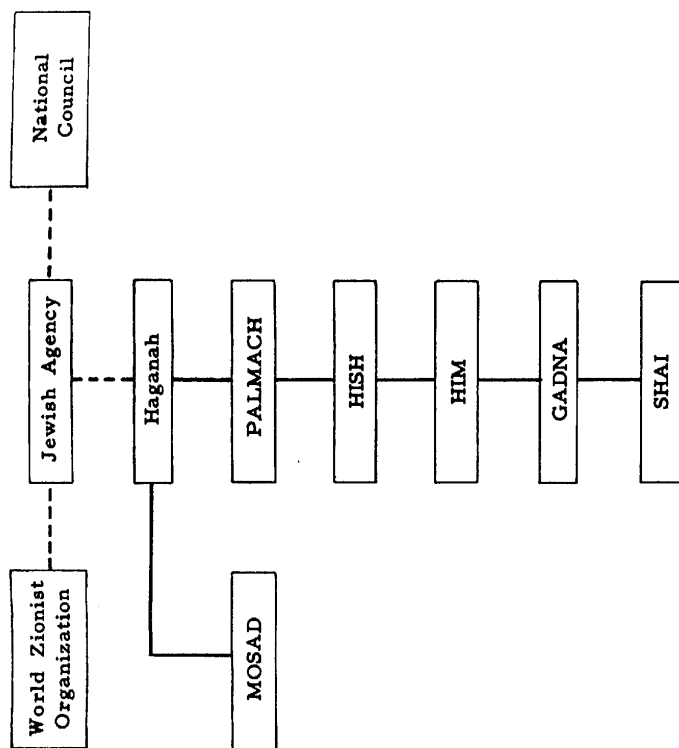 World Zionist
Organization
Jewish Agency
National
Council
Haganah
MOSAD
PALMACH
HISH
HIM
GADNA
SHAI